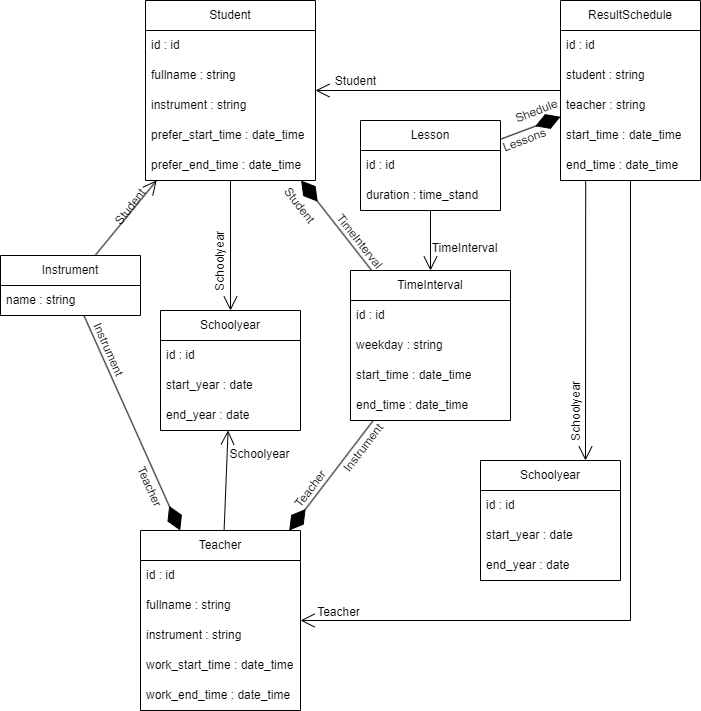 Student
id : id
fullname : string
instrument : string
prefer_start_time : date_time
prefer_end_time : date_time
ResultSchedule
id : id
student : string
teacher : string
start_time : date_time
end_time : date_time
Student
Shedule
Lessons
Lesson
id : id
duration : time_stand
Student
Student
TimeInterval
TimeInterval
Schoolyear
Instrument
name : string
TimeInterval
id : id
weekday : string
start_time : date_time
end_time : date_time
Schoolyear
id : id
start_year : date
end_year : date
Instrument
Teacher
Schoolyear
Instrument
Teacher
Schoolyear
Schoolyear
id : id
start_year : date
end_year : date
Teacher
id : id
fullname : string
instrument : string
work_start_time : date_time
work_end_time : date_time
Teacher